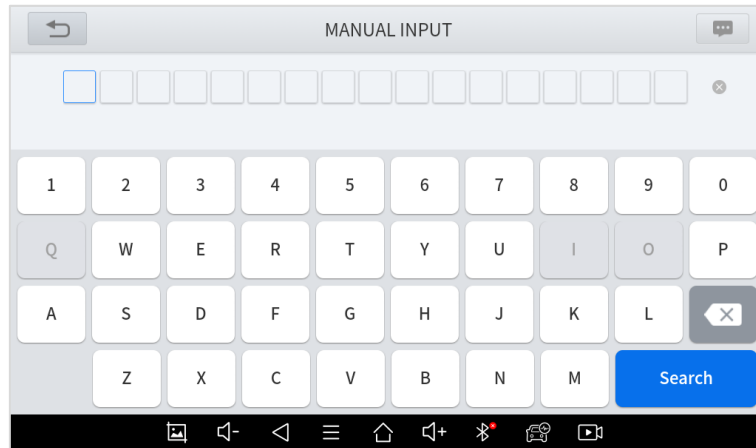 MANUAL INPUT
1 2 3 4 5 6 7 8 9 0
Q W E R T Y U I O P
A S D F G H J K L
Z X C V B N M Search